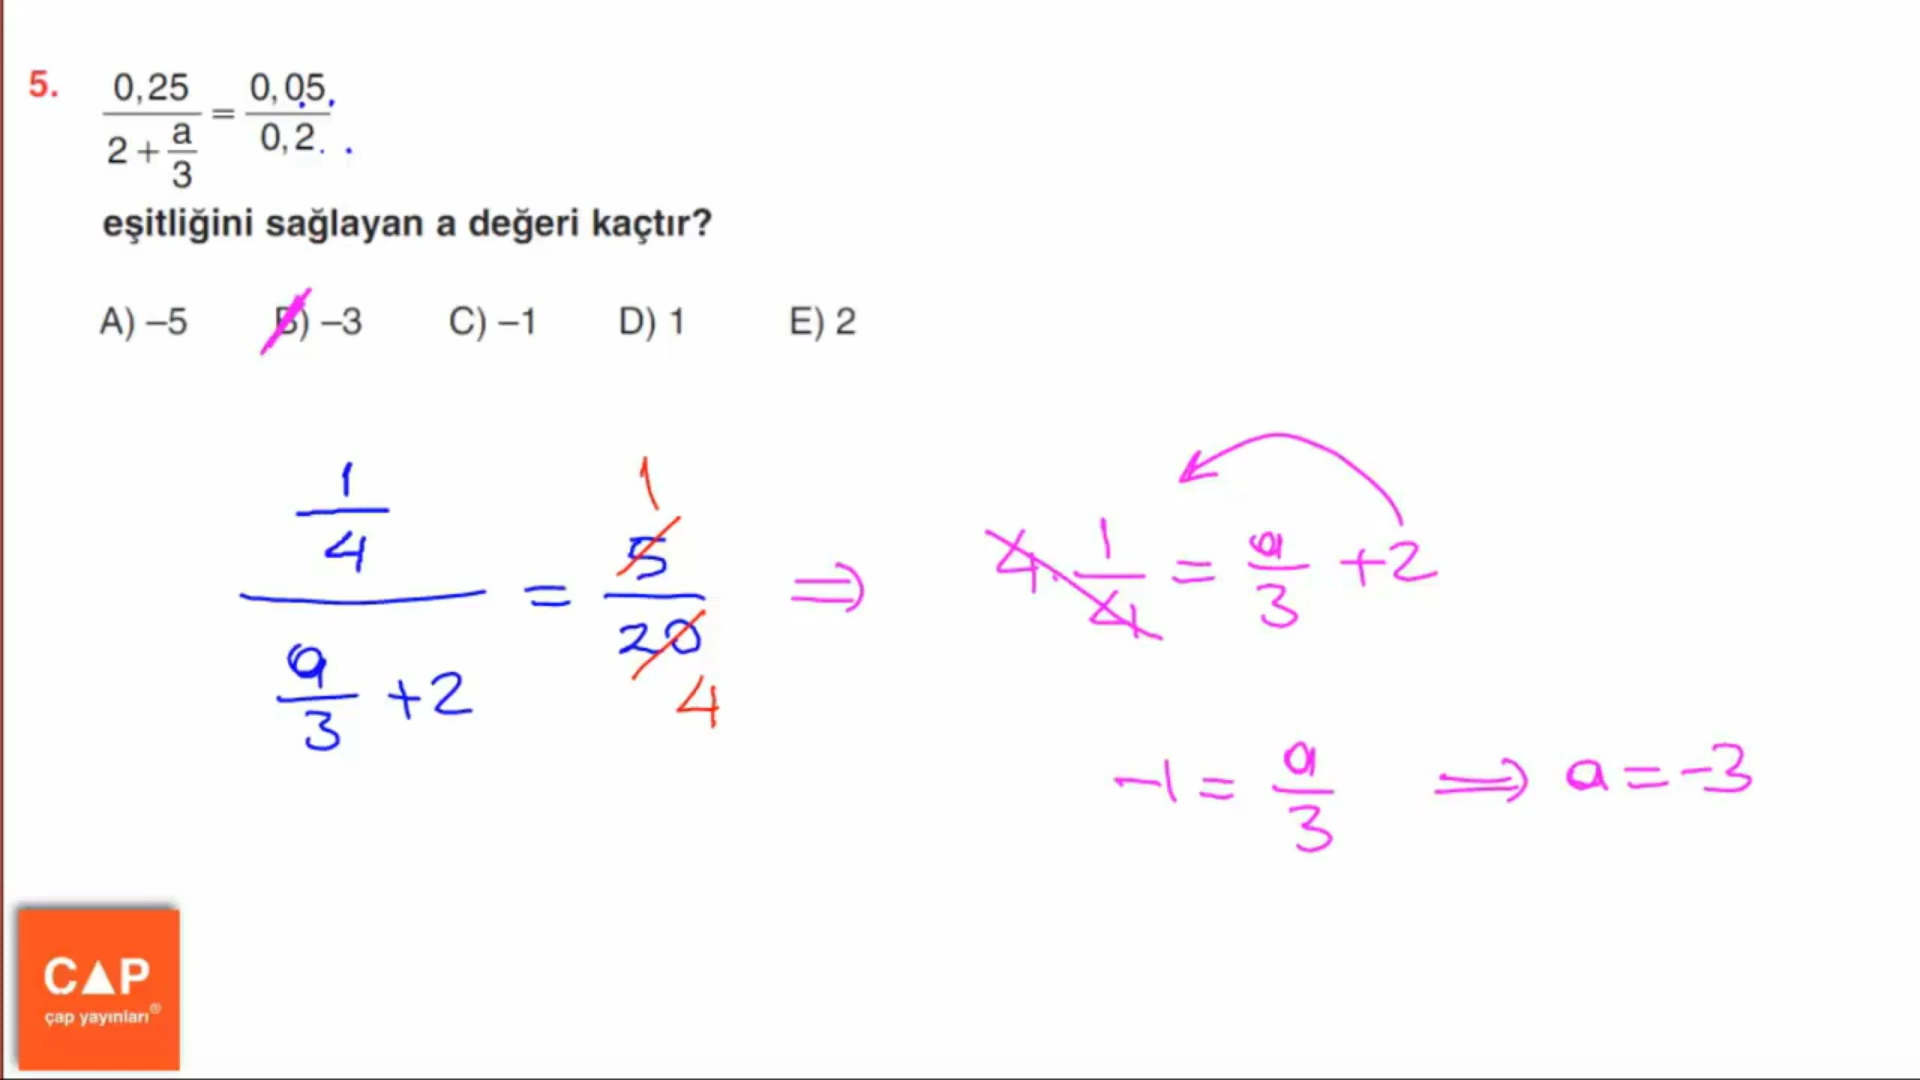 5. 0,25 / (2 + a/3) = 0,05 / 0,2
eşitliğini sağlayan a değeri kaçtır?
A) –5 B) –3 C) –1 D) 1 E) 2
(1/4) / (a/3 + 2) = 5/20 1 4 ⇒ 4 · 1/4 = a/3 + 2
-1 = a/3 ⇒ a = -3
CAP
çap yayınları®